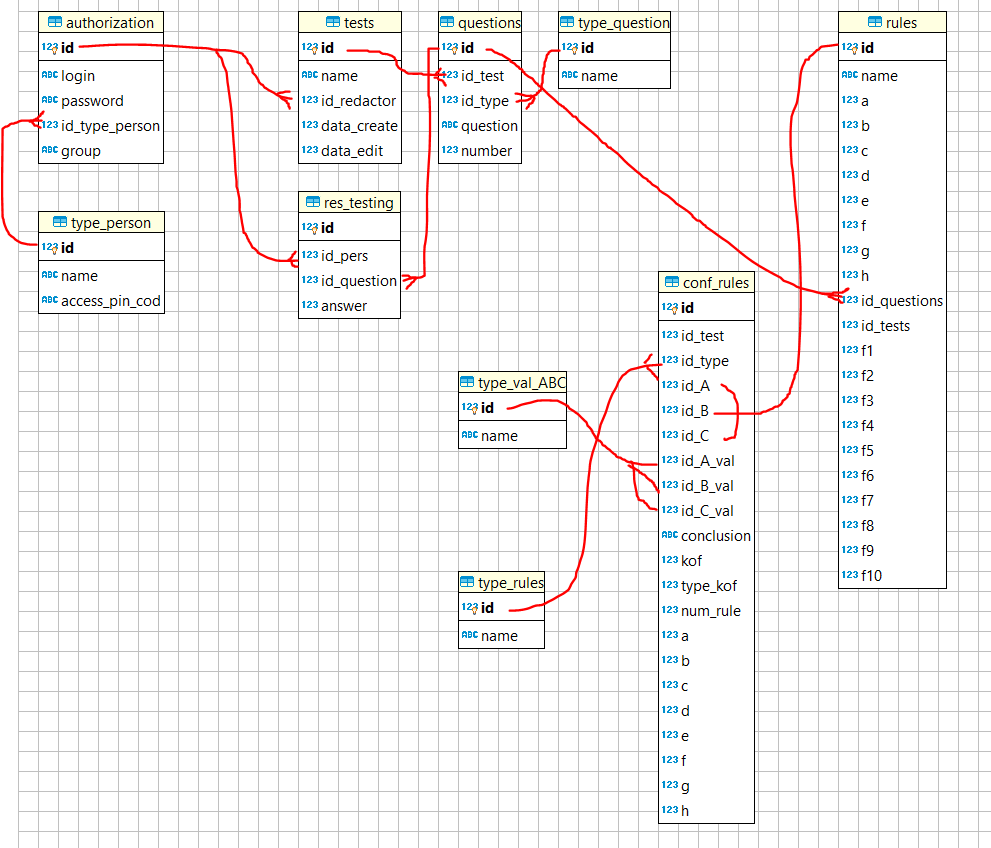 authorization
123 id
ABC login
ABC password
123 id_type_person
ABC group
type_person
123 id
ABC name
ABC access_pin_cod
tests
123 id
ABC name
123 id_redactor
123 data_create
123 data_edit
res_testing
123 id
123 id_pers
123 id_question
123 answer
questions
123 id
123 id_test
123 id_type
ABC question
123 number
type_question
123 id
ABC name
type_val_ABC
123 id
ABC name
type_rules
123 id
ABC name
conf_rules
123 id
123 id_test
123 id_type
123 id_A
123 id_B
123 id_C
123 id_A_val
123 id_B_val
123 id_C_val
ABC conclusion
123 kof
123 type_kof
123 num_rule
123 a
123 b
123 c
123 d
123 e
123 f
123 g
123 h
rules
123 id
ABC name
123 a
123 b
123 c
123 d
123 e
123 f
123 g
123 h
123 id_questions
123 id_tests
123 f1
123 f2
123 f3
123 f4
123 f5
123 f6
123 f7
123 f8
123 f9
123 f10